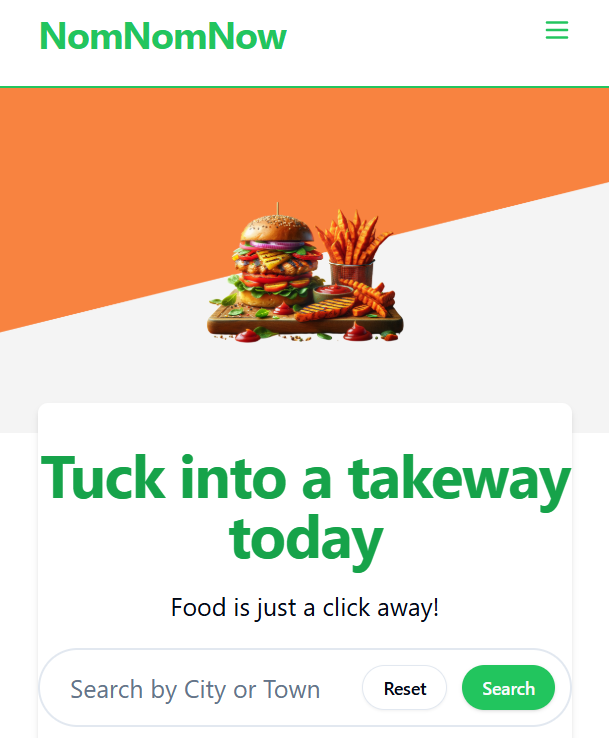 NomNomNow
Tuck into a takeway
today
Food is just a click away!
Search by City or Town
Reset
Search